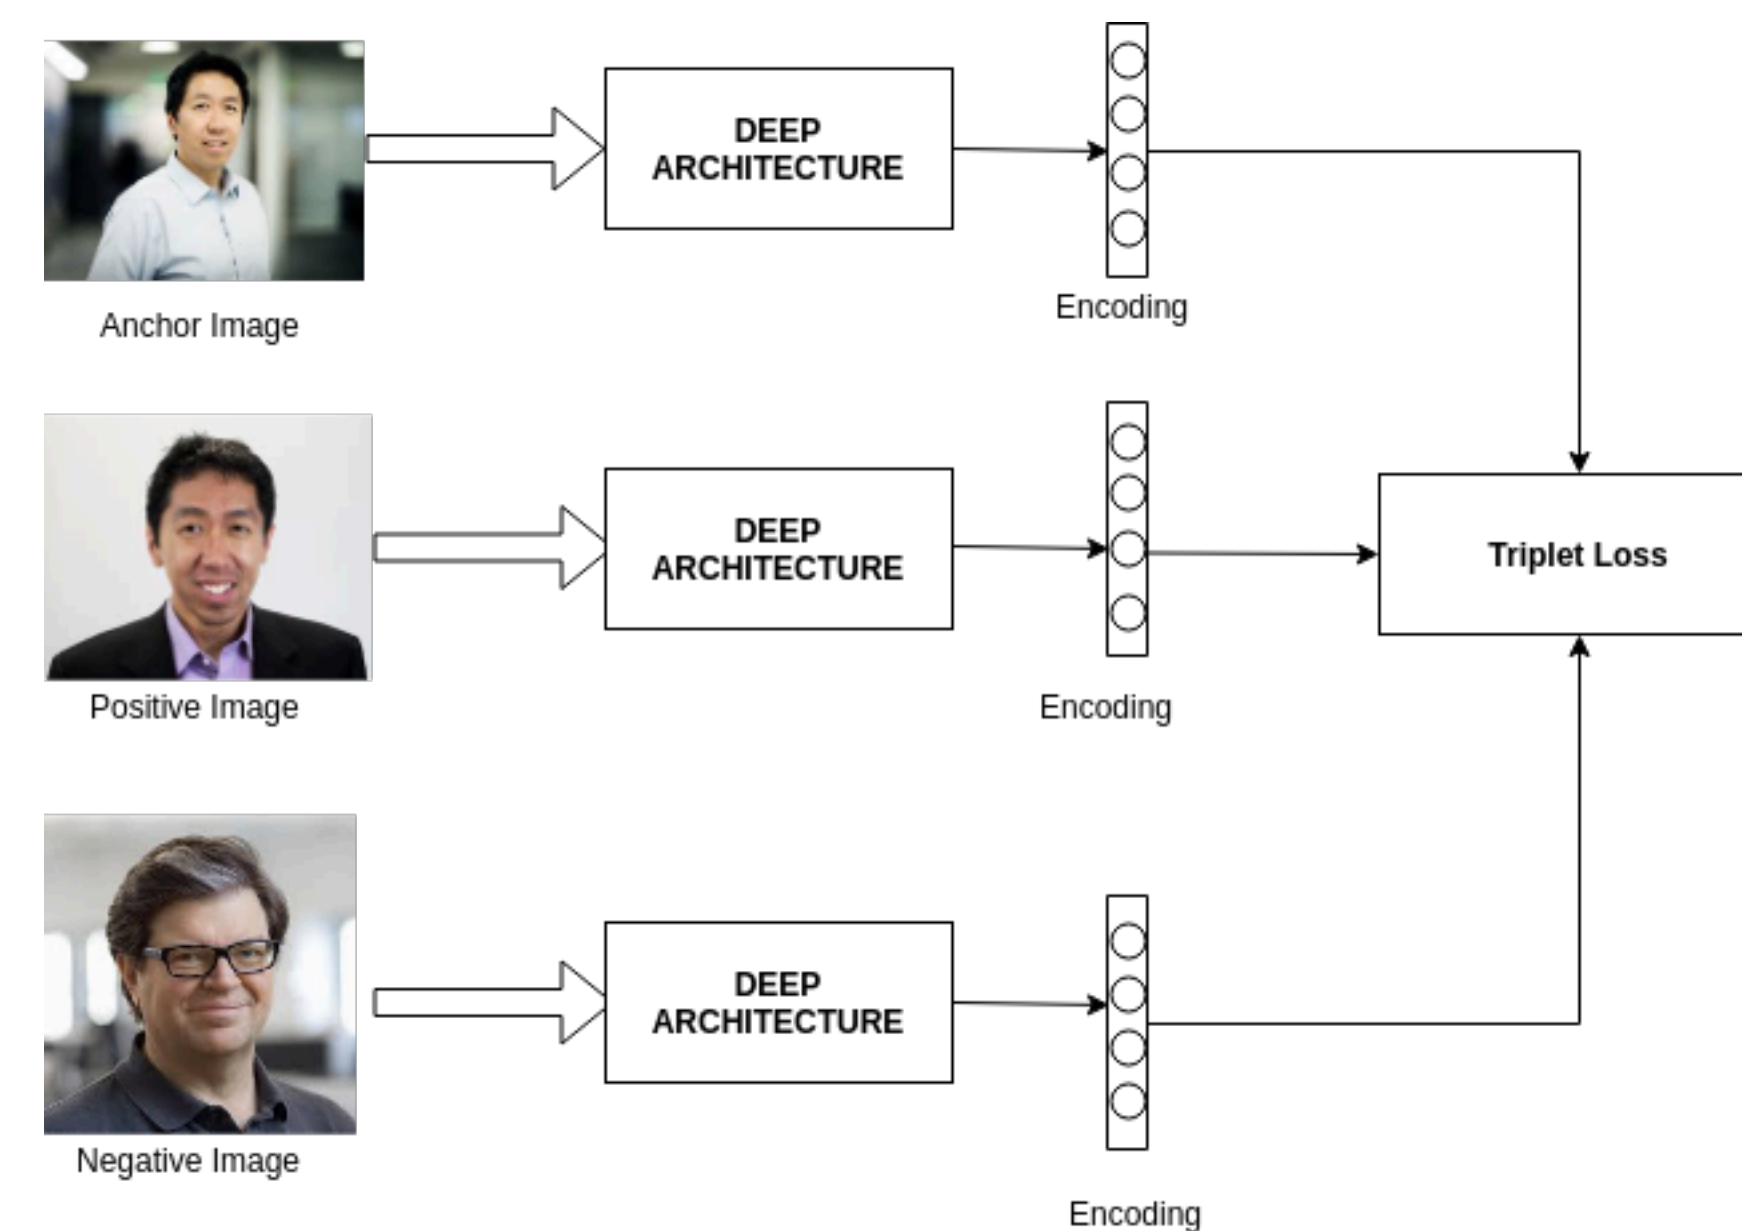 DEEP
ARCHITECTURE
Encoding
Anchor Image
DEEP
ARCHITECTURE
Triplet Loss
Positive Image
Encoding
DEEP
ARCHITECTURE
Negative Image
Encoding